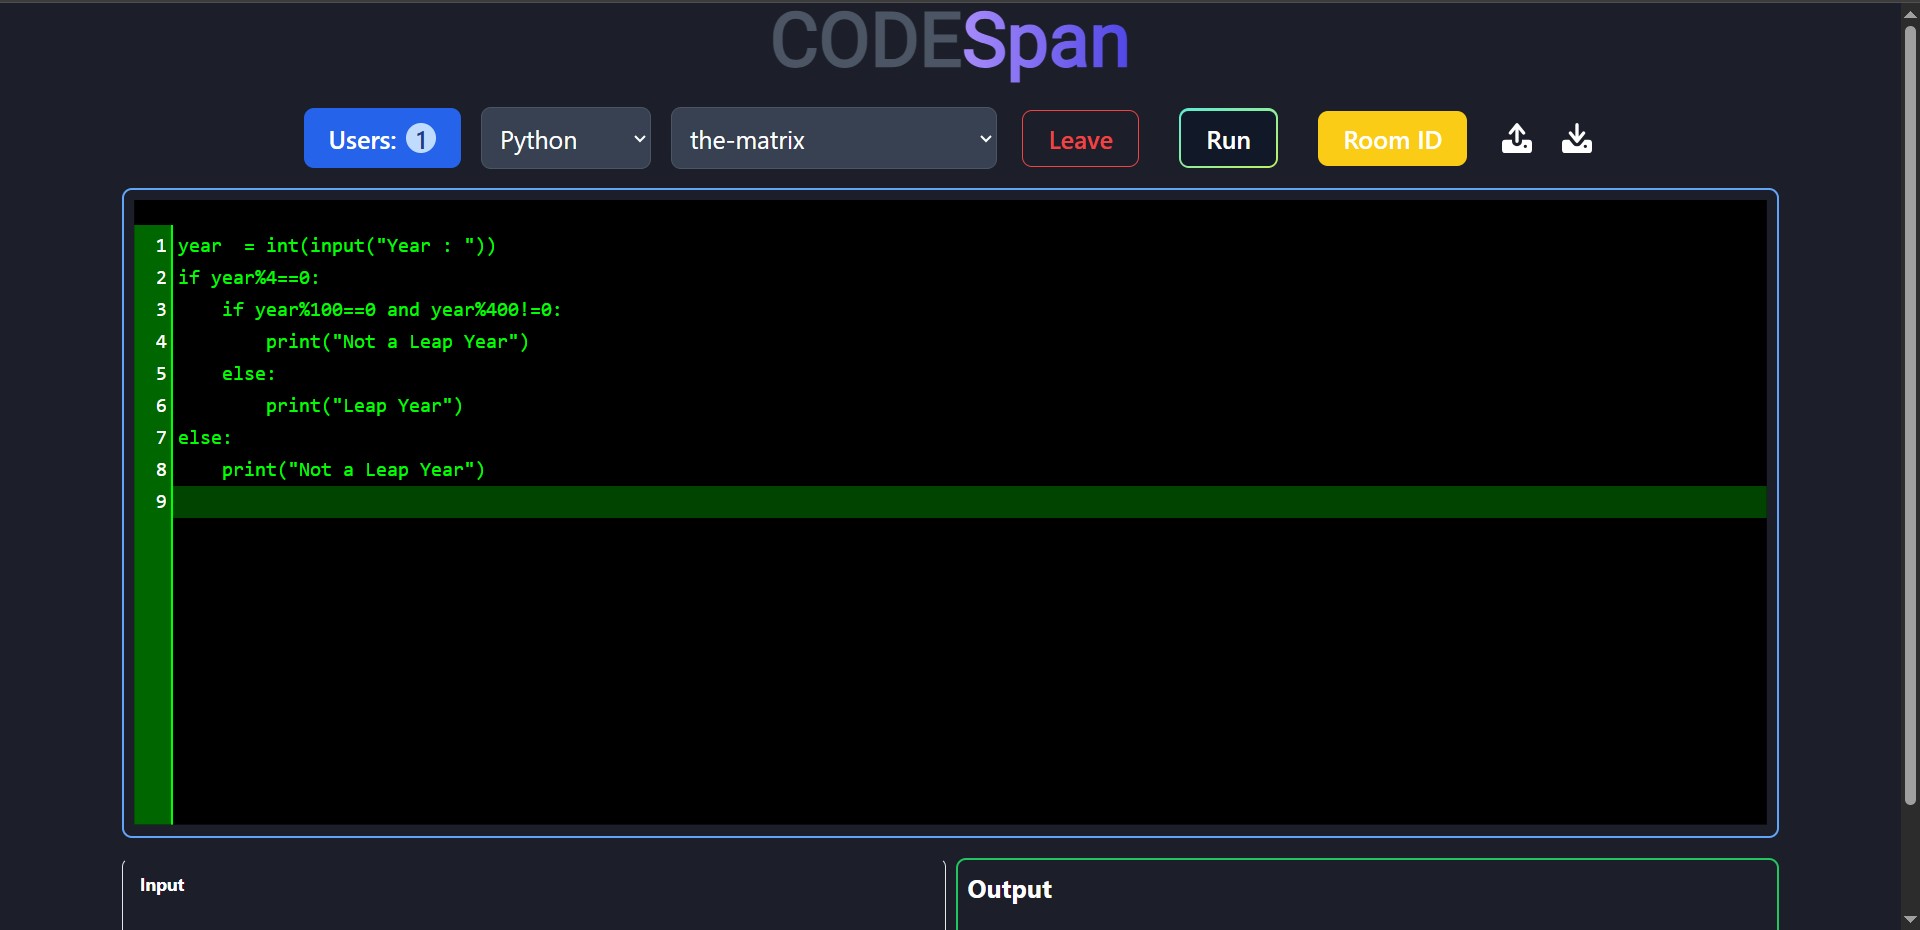 CODESpan
Users: 1 Python the-matrix Leave Run Room ID
1 year  = int(input("Year : "))
2 if year%4==0:
3     if year%100==0 and year%400!=0:
4         print("Not a Leap Year")
5     else:
6         print("Leap Year")
7 else:
8     print("Not a Leap Year")
9
Input
Output